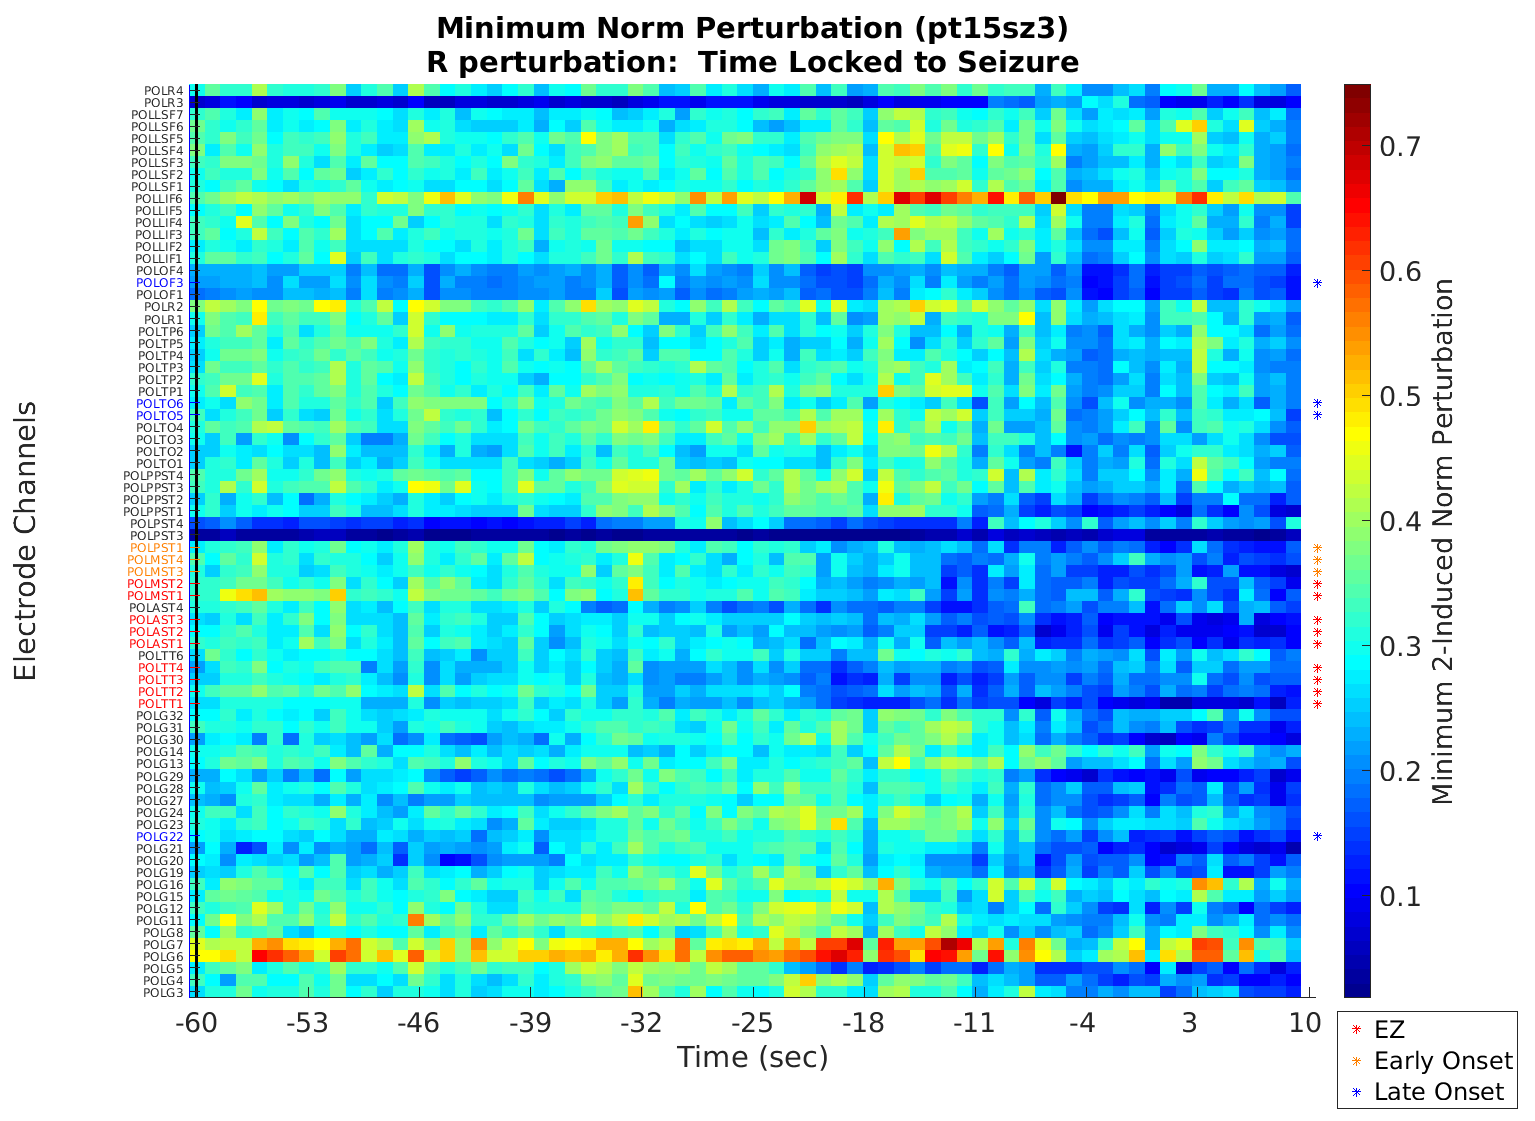 Minimum Norm Perturbation (pt15sz3)
R perturbation:  Time Locked to Seizure
Electrode Channels
POLR4
POLR3
POLLSF7
POLLSF6
POLLSF5
POLLSF4
POLLSF3
POLLSF2
POLLSF1
POLLIF6
POLLIF5
POLLIF4
POLLIF3
POLLIF2
POLLIF1
POLOF4
POLOF3
POLOF1
POLR2
POLR1
POLTP6
POLTP5
POLTP4
POLTP3
POLTP2
POLTP1
POLTO6
POLTO5
POLTO4
POLTO3
POLTO2
POLTO1
POLPPST4
POLPPST3
POLPPST2
POLPPST1
POLPST4
POLPST3
POLPST1
POLMST4
POLMST3
POLMST2
POLMST1
POLAST4
POLAST3
POLAST2
POLAST1
POLTT6
POLTT4
POLTT3
POLTT2
POLTT1
POLG32
POLG31
POLG30
POLG14
POLG13
POLG29
POLG28
POLG27
POLG24
POLG23
POLG22
POLG21
POLG20
POLG19
POLG16
POLG15
POLG12
POLG11
POLG8
POLG7
POLG6
POLG5
POLG4
POLG3
-60 -53 -46 -39 -32 -25 -18 -11 -4 3 10
Time (sec)
0.7
0.6
0.5
0.4
0.3
0.2
0.1
Minimum 2-Induced Norm Perturbation
EZ
Early Onset
Late Onset